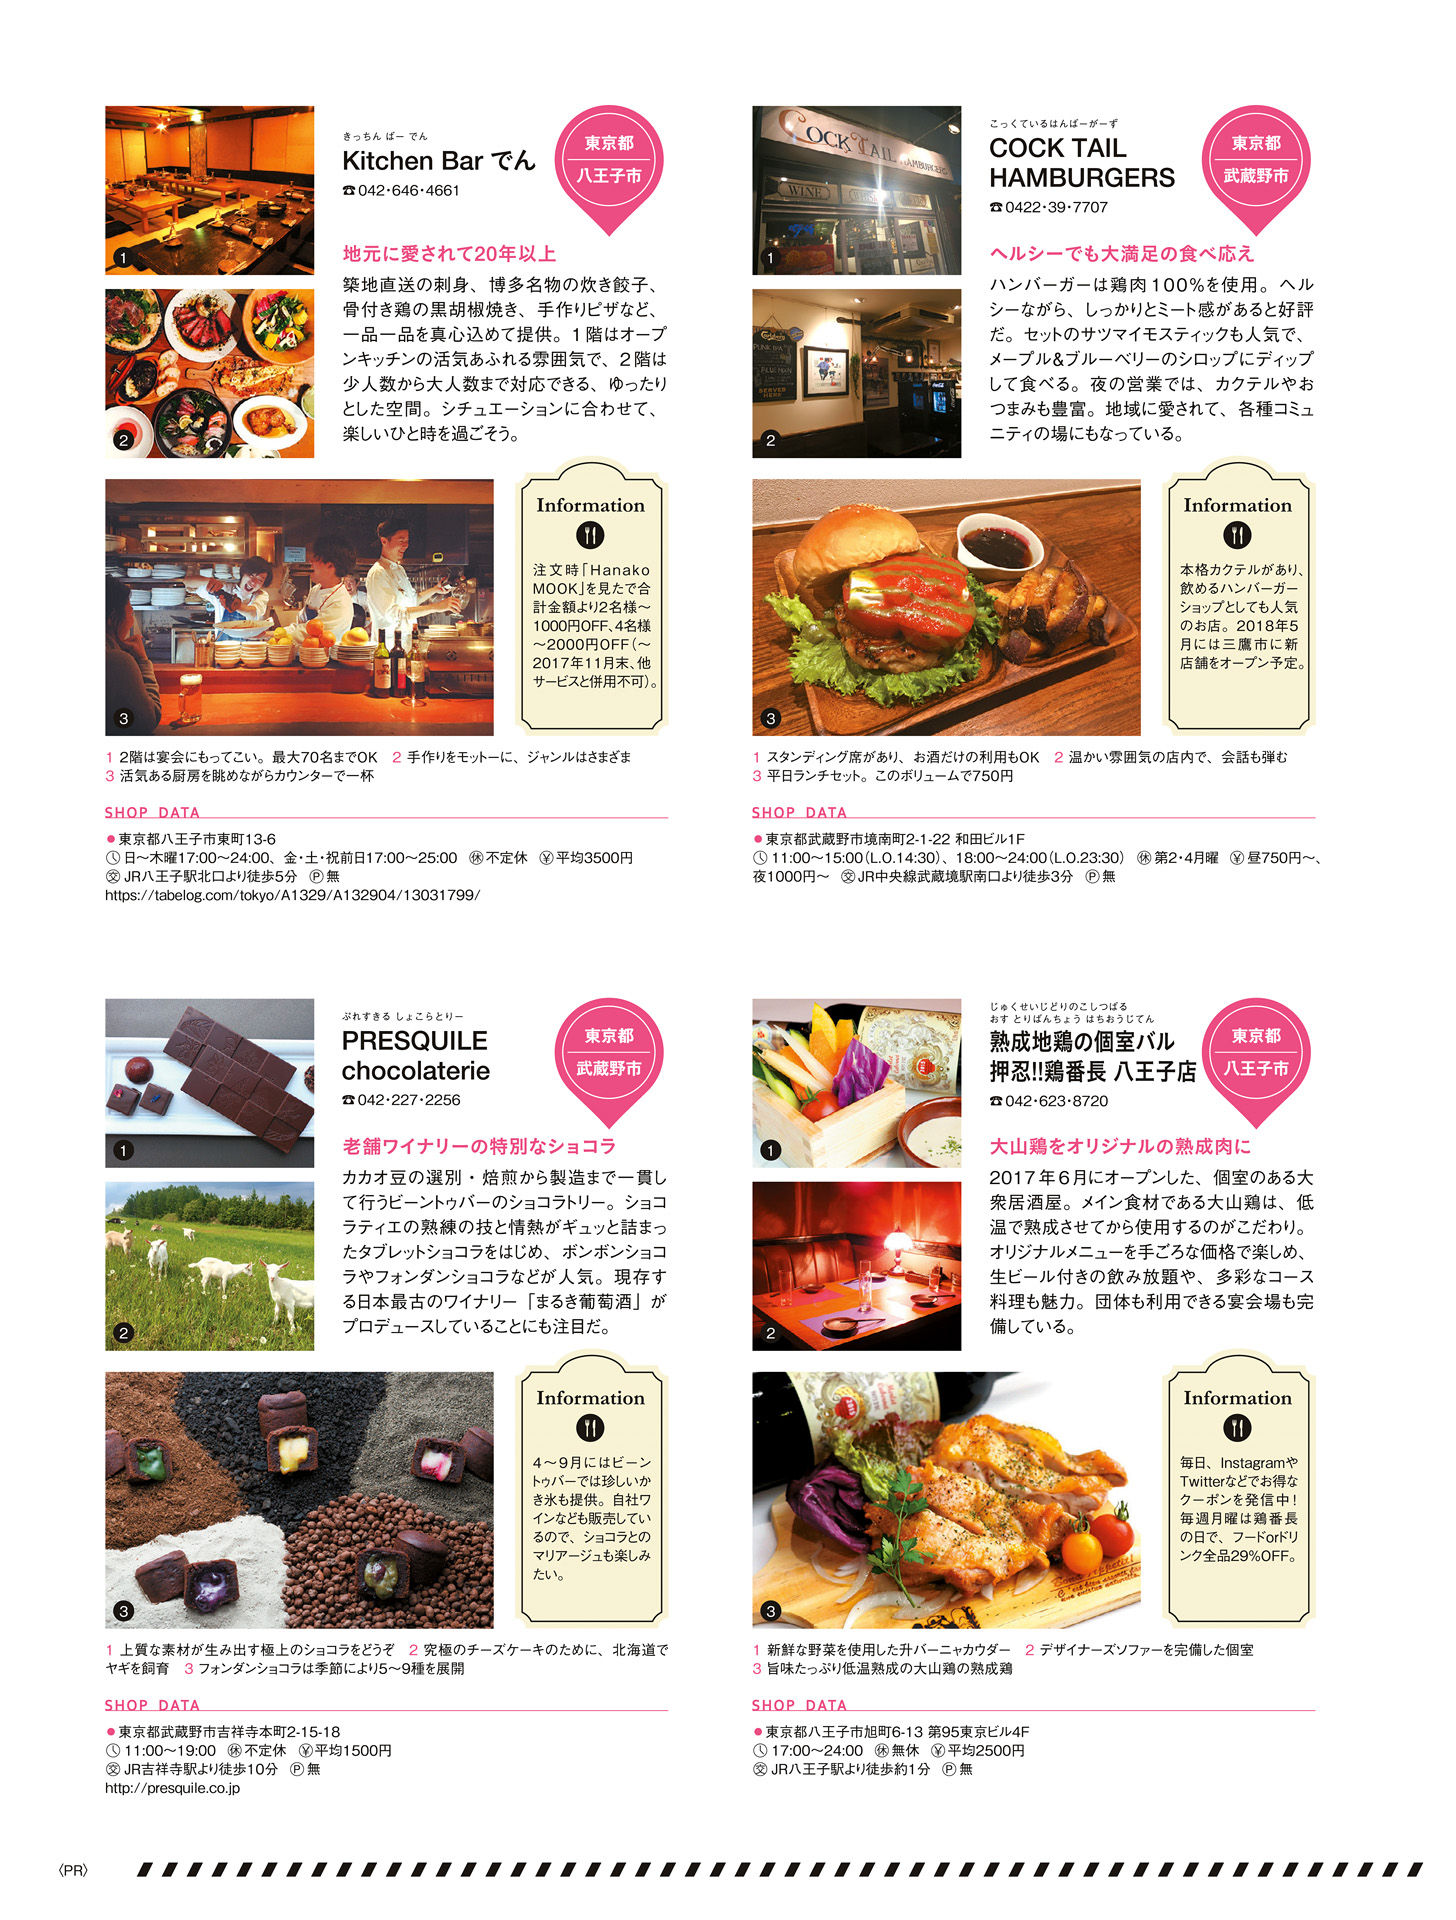 きっちん ばー でん
Kitchen Bar でん
☎042・646・4661
東京都
八王子市
地元に愛されて20年以上
築地直送の刺身、博多名物の炊き餃子、
骨付き鶏の黒胡椒焼き、手作りピザなど、
一品一品を真心込めて提供。1階はオープ
ンキッチンの活気あふれる雰囲気で、2階は
少人数から大人数まで対応できる、ゆったり
とした空間。シチュエーションに合わせて、
楽しいひと時を過ごそう。
1
2
3
Information
注文時「Hanako
MOOK」を見たで合
計金額より2名様～
1000円OFF、4名様
～2000円OFF（～
2017年11月末、他
サービスと併用不可）。
1 2階は宴会にもってこい。最大70名までOK 2 手作りをモットーに、ジャンルはさまざま
3 活気ある厨房を眺めながらカウンターで一杯
SHOP DATA
●東京都八王子市東町13-6
日～木曜17:00～24:00、金・土・祝前日17:00～25:00 ㊡不定休 ¥平均3500円
交JR八王子駅北口より徒歩5分 Ⓟ無
https://tabelog.com/tokyo/A1329/A132904/13031799/
こっくているはんばーがーず
COCK TAIL
HAMBURGERS
☎0422・39・7707
東京都
武蔵野市
ヘルシーでも大満足の食べ応え
ハンバーガーは鶏肉100％を使用。ヘル
シーながら、しっかりとミート感があると好評
だ。セットのサツマイモスティックも人気で、
メープル&ブルーベリーのシロップにディップ
して食べる。夜の営業では、カクテルやお
つまみも豊富。地域に愛されて、各種コミュ
ニティの場にもなっている。
COCK TAIL HAMBURGERS
WINE
1
2
3
Information
本格カクテルがあり、
飲めるハンバーガー
ショップとしても人気
のお店。2018年5
月には三鷹市に新
店舗をオープン予定。
1 スタンディング席があり、お酒だけの利用もOK 2 温かい雰囲気の店内で、会話も弾む
3 平日ランチセット。このボリュームで750円
SHOP DATA
●東京都武蔵野市境南町2-1-22 和田ビル1F
11:00～15:00（L.O.14:30）、18:00～24:00（L.O.23:30） ㊡第2・4月曜 ¥昼750円～、
夜1000円～ 交JR中央線武蔵境駅南口より徒歩3分 Ⓟ無
ぷれすきる しょこらとりー
PRESQUILE
chocolaterie
☎042・227・2256
東京都
武蔵野市
老舗ワイナリーの特別なショコラ
カカオ豆の選別・焙煎から製造まで一貫し
て行うビーントゥバーのショコラトリー。ショコ
ラティエの熟練の技と情熱がギュッと詰まっ
たタブレットショコラをはじめ、ボンボンショコ
ラやフォンダンショコラなどが人気。現存す
る日本最古のワイナリー「まるき葡萄酒」が
プロデュースしていることにも注目だ。
1
2
3
Information
4～9月にはビーン
トゥバーでは珍しいか
き氷も提供。自社ワ
インなども販売してい
るので、ショコラとの
マリアージュも楽しみ
たい。
1 上質な素材が生み出す極上のショコラをどうぞ 2 究極のチーズケーキのために、北海道で
ヤギを飼育 3 フォンダンショコラは季節により5～9種を展開
SHOP DATA
●東京都武蔵野市吉祥寺本町2-15-18
11:00～19:00 ㊡不定休 ¥平均1500円
交JR吉祥寺駅より徒歩10分 Ⓟ無
http://presquile.co.jp
じゅくせいじどりのこしつばる
おす とりばんちょう はちおうじてん
熟成地鶏の個室バル
押忍!!鶏番長 八王子店
☎042・623・8720
東京都
八王子市
大山鶏をオリジナルの熟成肉に
2017年6月にオープンした、個室のある大
衆居酒屋。メイン食材である大山鶏は、低
温で熟成させてから使用するのがこだわり。
オリジナルメニューを手ごろな価格で楽しめ、
生ビール付きの飲み放題や、多彩なコース
料理も魅力。団体も利用できる宴会場も完
備している。
1
2
3
Information
毎日、Instagramや
Twitterなどでお得な
クーポンを発信中！
毎週月曜は鶏番長
の日で、フードorドリ
ンク全品29％OFF。
1 新鮮な野菜を使用した升バーニャカウダー 2 デザイナーズソファーを完備した個室
3 旨味たっぷり低温熟成の大山鶏の熟成鶏
SHOP DATA
●東京都八王子市旭町6-13 第95東京ビル4F
17:00～24:00 ㊡無休 ¥平均2500円
交JR八王子駅より徒歩約1分 Ⓟ無
〈PR〉